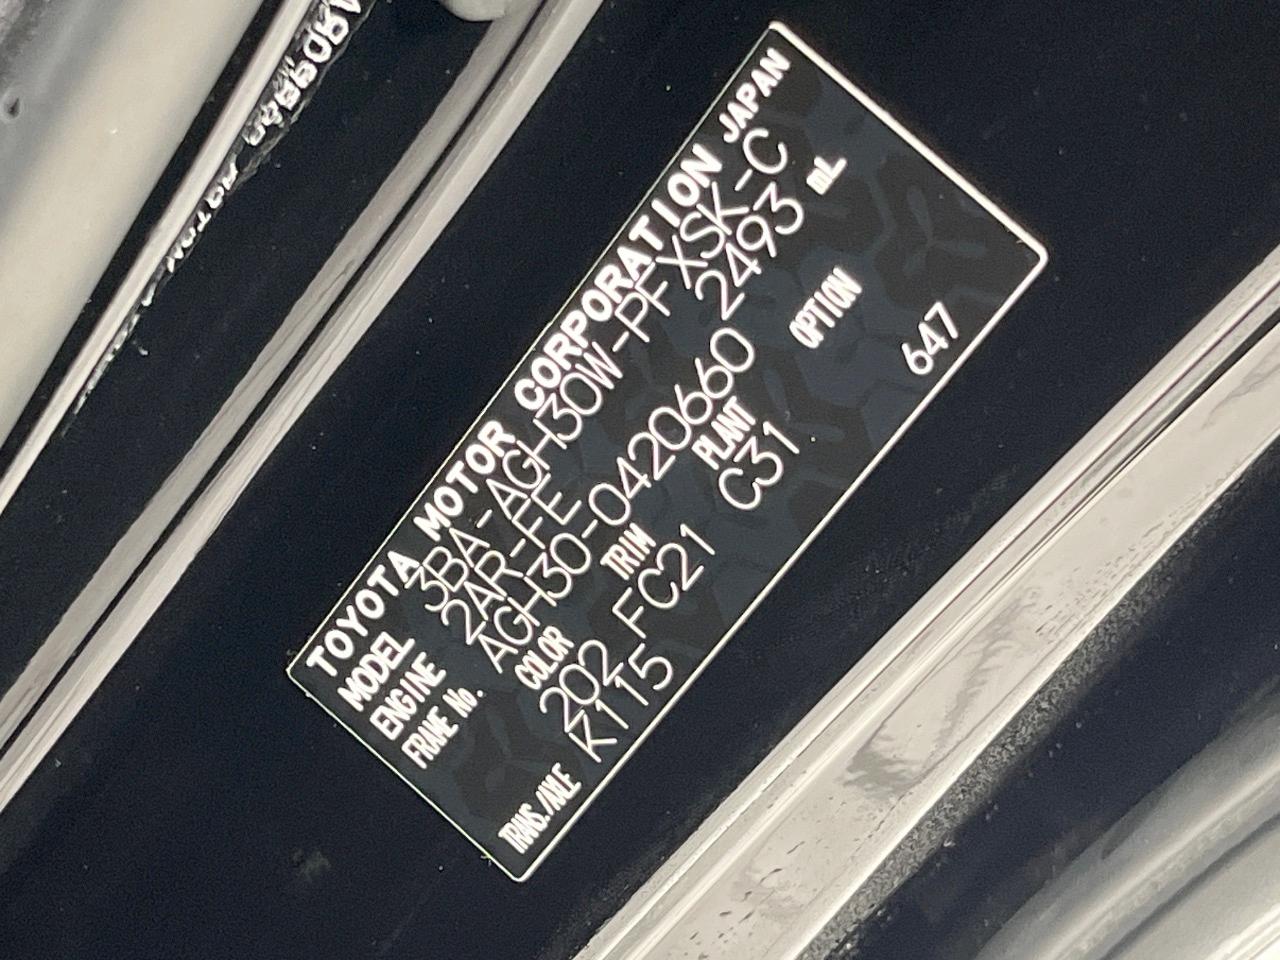 TOYOTA MOTOR CORPORATION JAPAN
MODEL 3BA-AGH30W-PFXSK-C
ENGINE 2AR-FE 2493 mL
FRAME No. AGH30-0420660
COLOR TRIM PLANT OPTION
202 FC21 C31 647
TRANS./AXLE K115